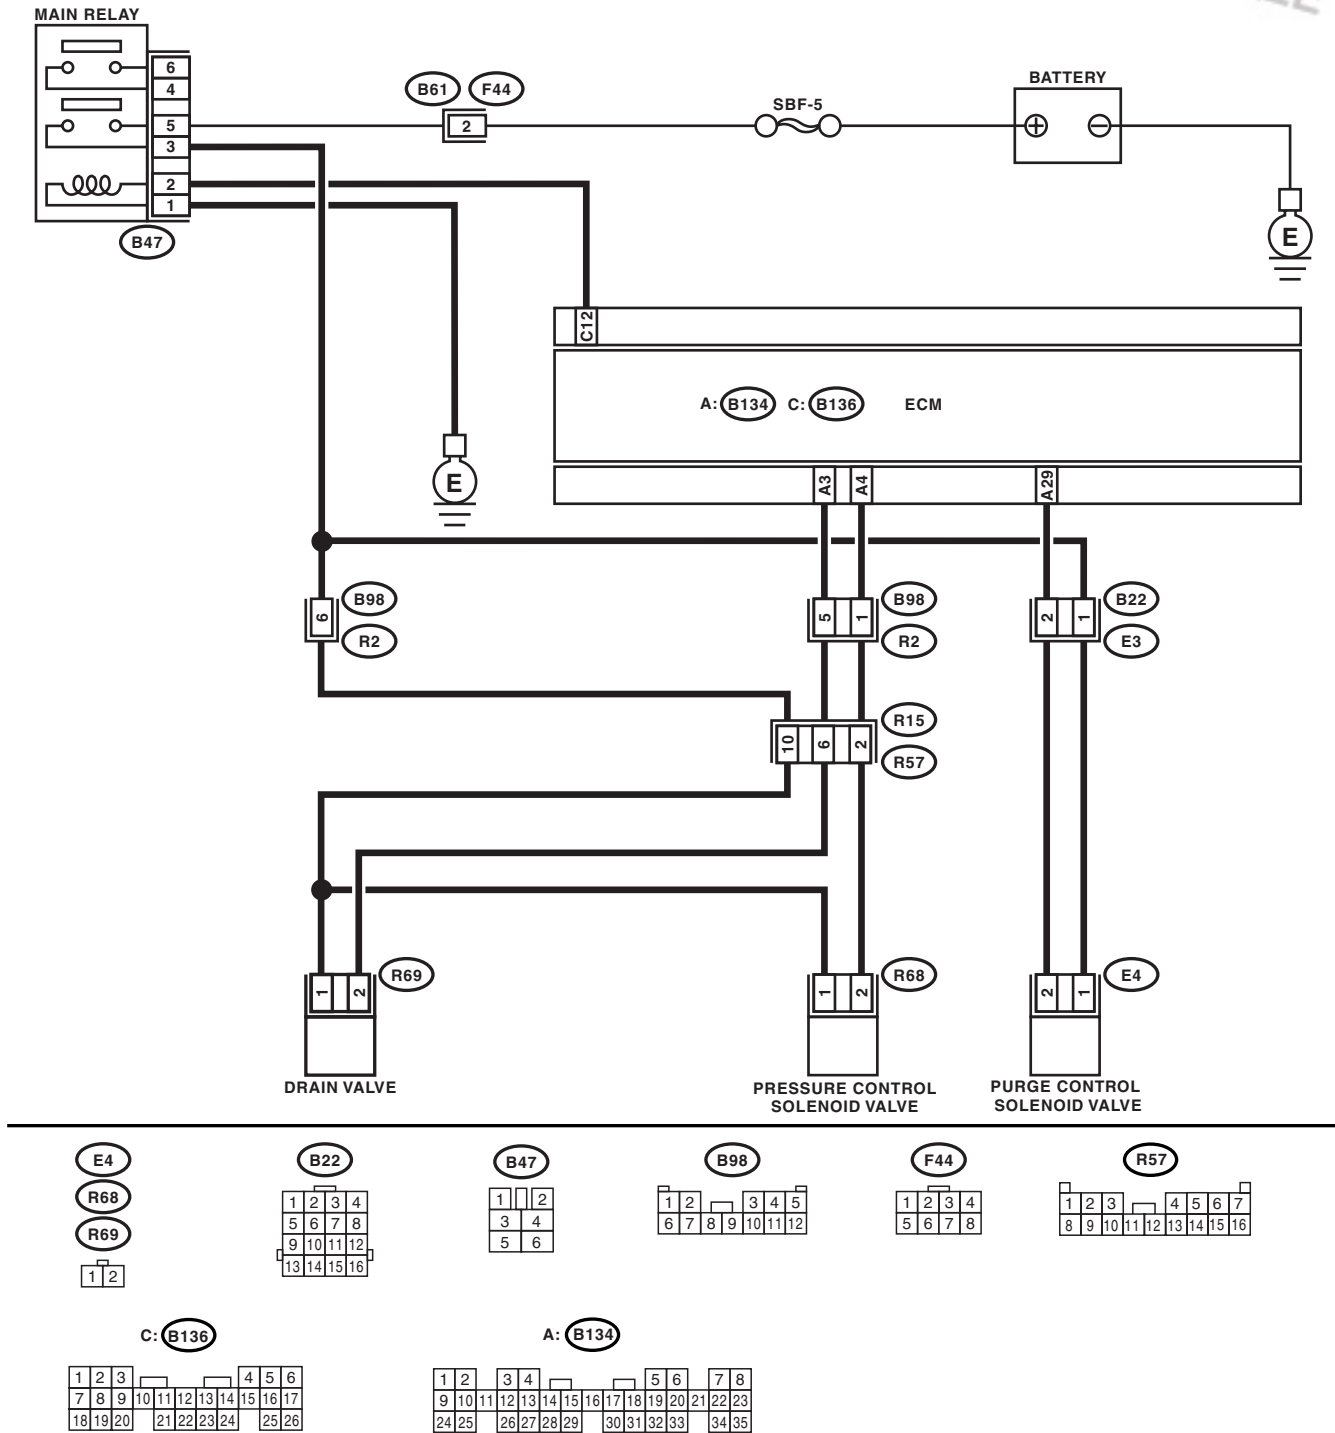 MAIN RELAY
6
4
5
3
2
1
B47
B61 F44
2
SBF-5
BATTERY
E
C12
A: B134 C: B136 ECM
E
A3 A4 A29
6 B98 R2
5 1 B98 R2
2 1 B22 E3
10 6 2 R15 R57
1 2 R69
1 2 R68
2 1 E4
DRAIN VALVE
PRESSURE CONTROL
SOLENOID VALVE
PURGE CONTROL
SOLENOID VALVE
E4
R68
R69
1 2
B22
1 2 3 4
5 6 7 8
9 10 11 12
13 14 15 16
B47
1 2
3 4
5 6
B98
1 2 3 4 5
6 7 8 9 10 11 12
F44
1 2 3 4
5 6 7 8
R57
1 2 3 4 5 6 7
8 9 10 11 12 13 14 15 16
C: B136
1 2 3 4 5 6
7 8 9 10 11 12 13 14 15 16 17
18 19 20 21 22 23 24 25 26
A: B134
1 2 3 4 5 6 7 8
9 10 11 12 13 14 15 16 17 18 19 20 21 22 23
24 25 26 27 28 29 30 31 32 33 34 35